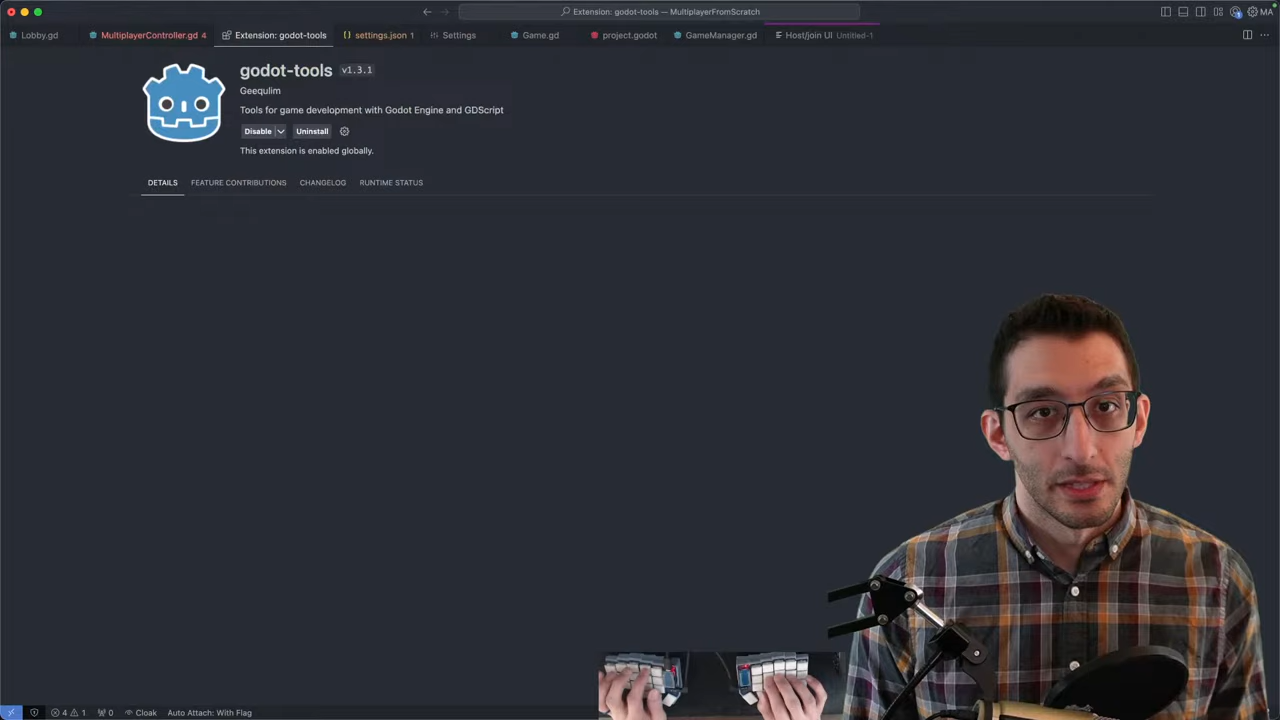 Extension: godot-tools — MultiplayerFromScratch
MA
Lobby.gd
MultiplayerController.gd 4
Extension: godot-tools
settings.json 1
Settings
Game.gd
project.godot
GameManager.gd
Host/join UI Untitled-1
godot-tools v1.3.1
Geequlim
Tools for game development with Godot Engine and GDScript
Disable
Uninstall
This extension is enabled globally.
DETAILS
FEATURE CONTRIBUTIONS
CHANGELOG
RUNTIME STATUS
4 1 0 Cloak Auto Attach: With Flag